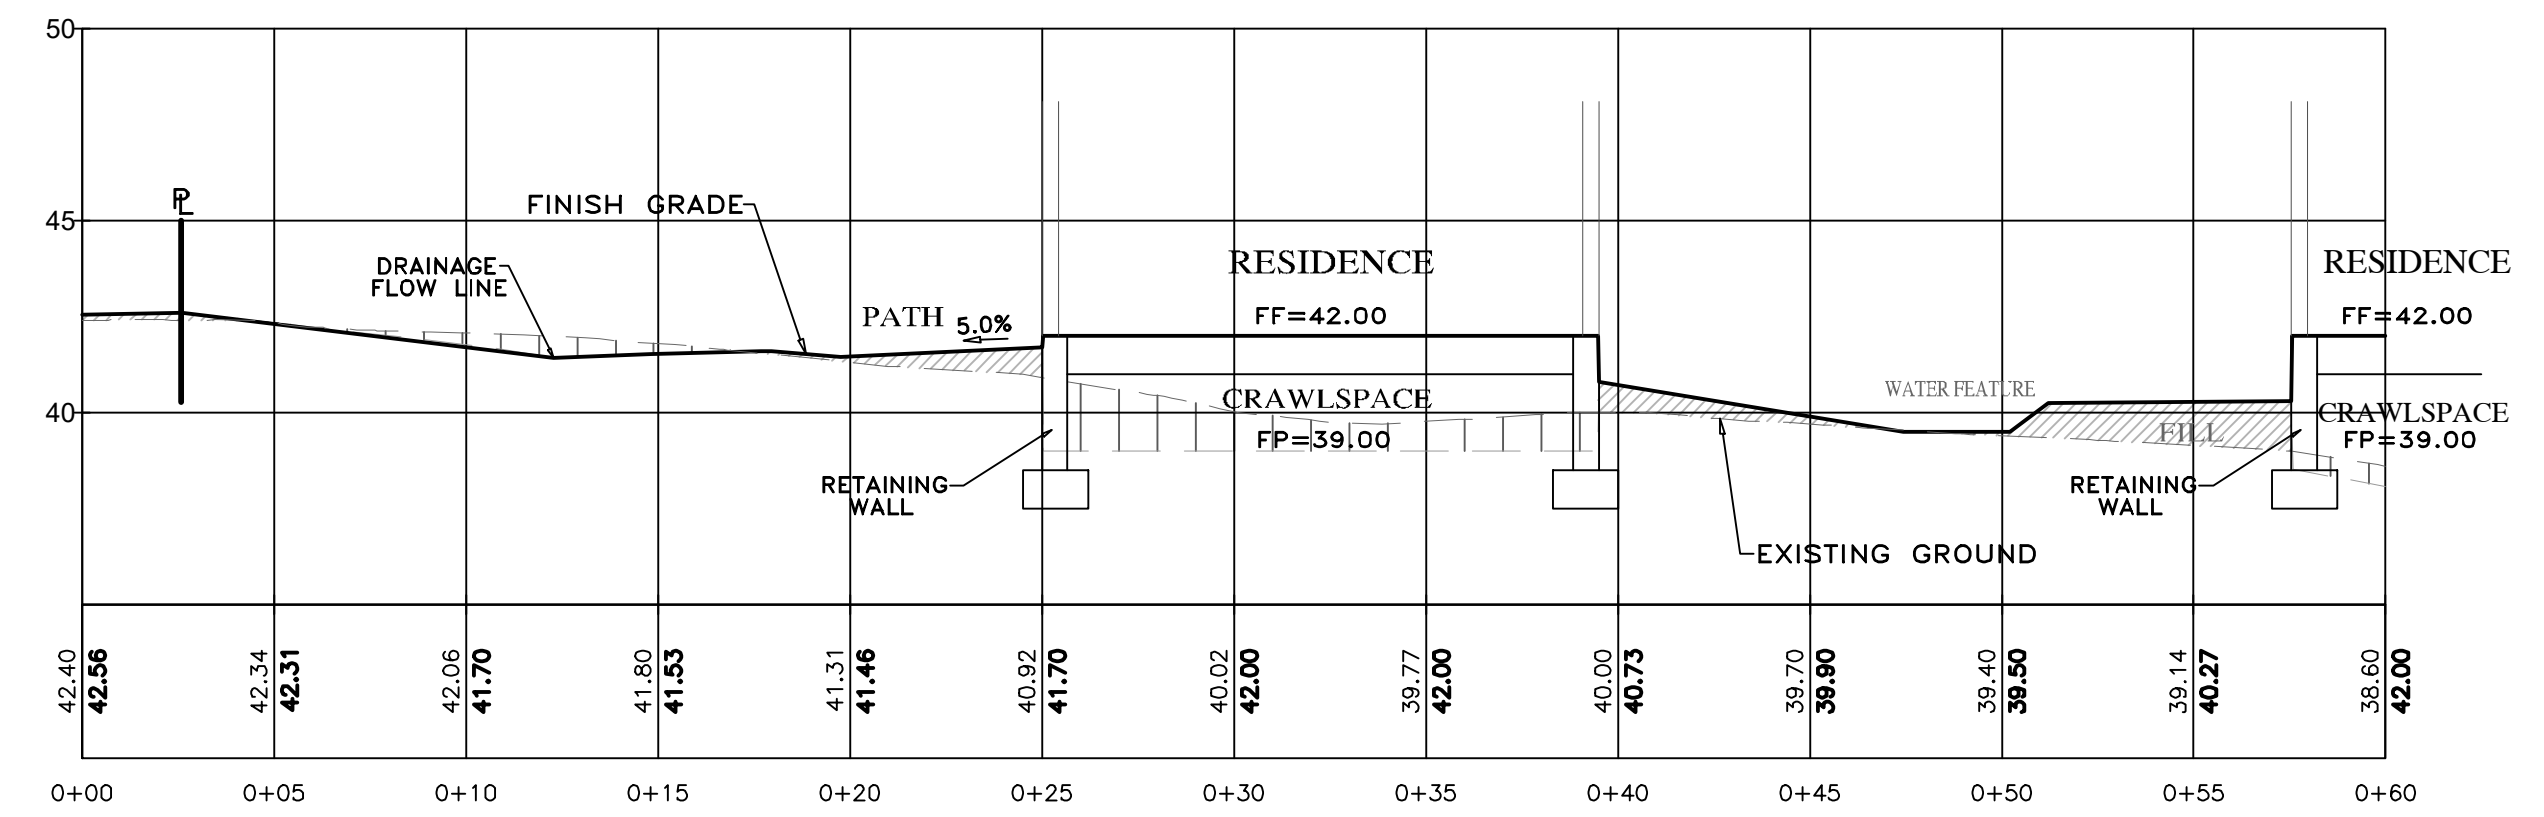 50
45
40
PL
FINISH GRADE
DRAINAGE
FLOW LINE
PATH
5.0%
RESIDENCE
FF=42.00
CRAWLSPACE
FP=39.00
RETAINING
WALL
WATER FEATURE
FILL
EXISTING GROUND
RESIDENCE
FF=42.00
CRAWLSPACE
FP=39.00
RETAINING
WALL
42.40
42.56
42.34
42.31
42.06
41.70
41.80
41.53
41.31
41.46
40.92
41.70
40.02
42.00
39.77
42.00
40.00
40.73
39.70
39.90
39.40
39.50
39.14
40.27
38.60
42.00
0+00 0+05 0+10 0+15 0+20 0+25 0+30 0+35 0+40 0+45 0+50 0+55 0+60